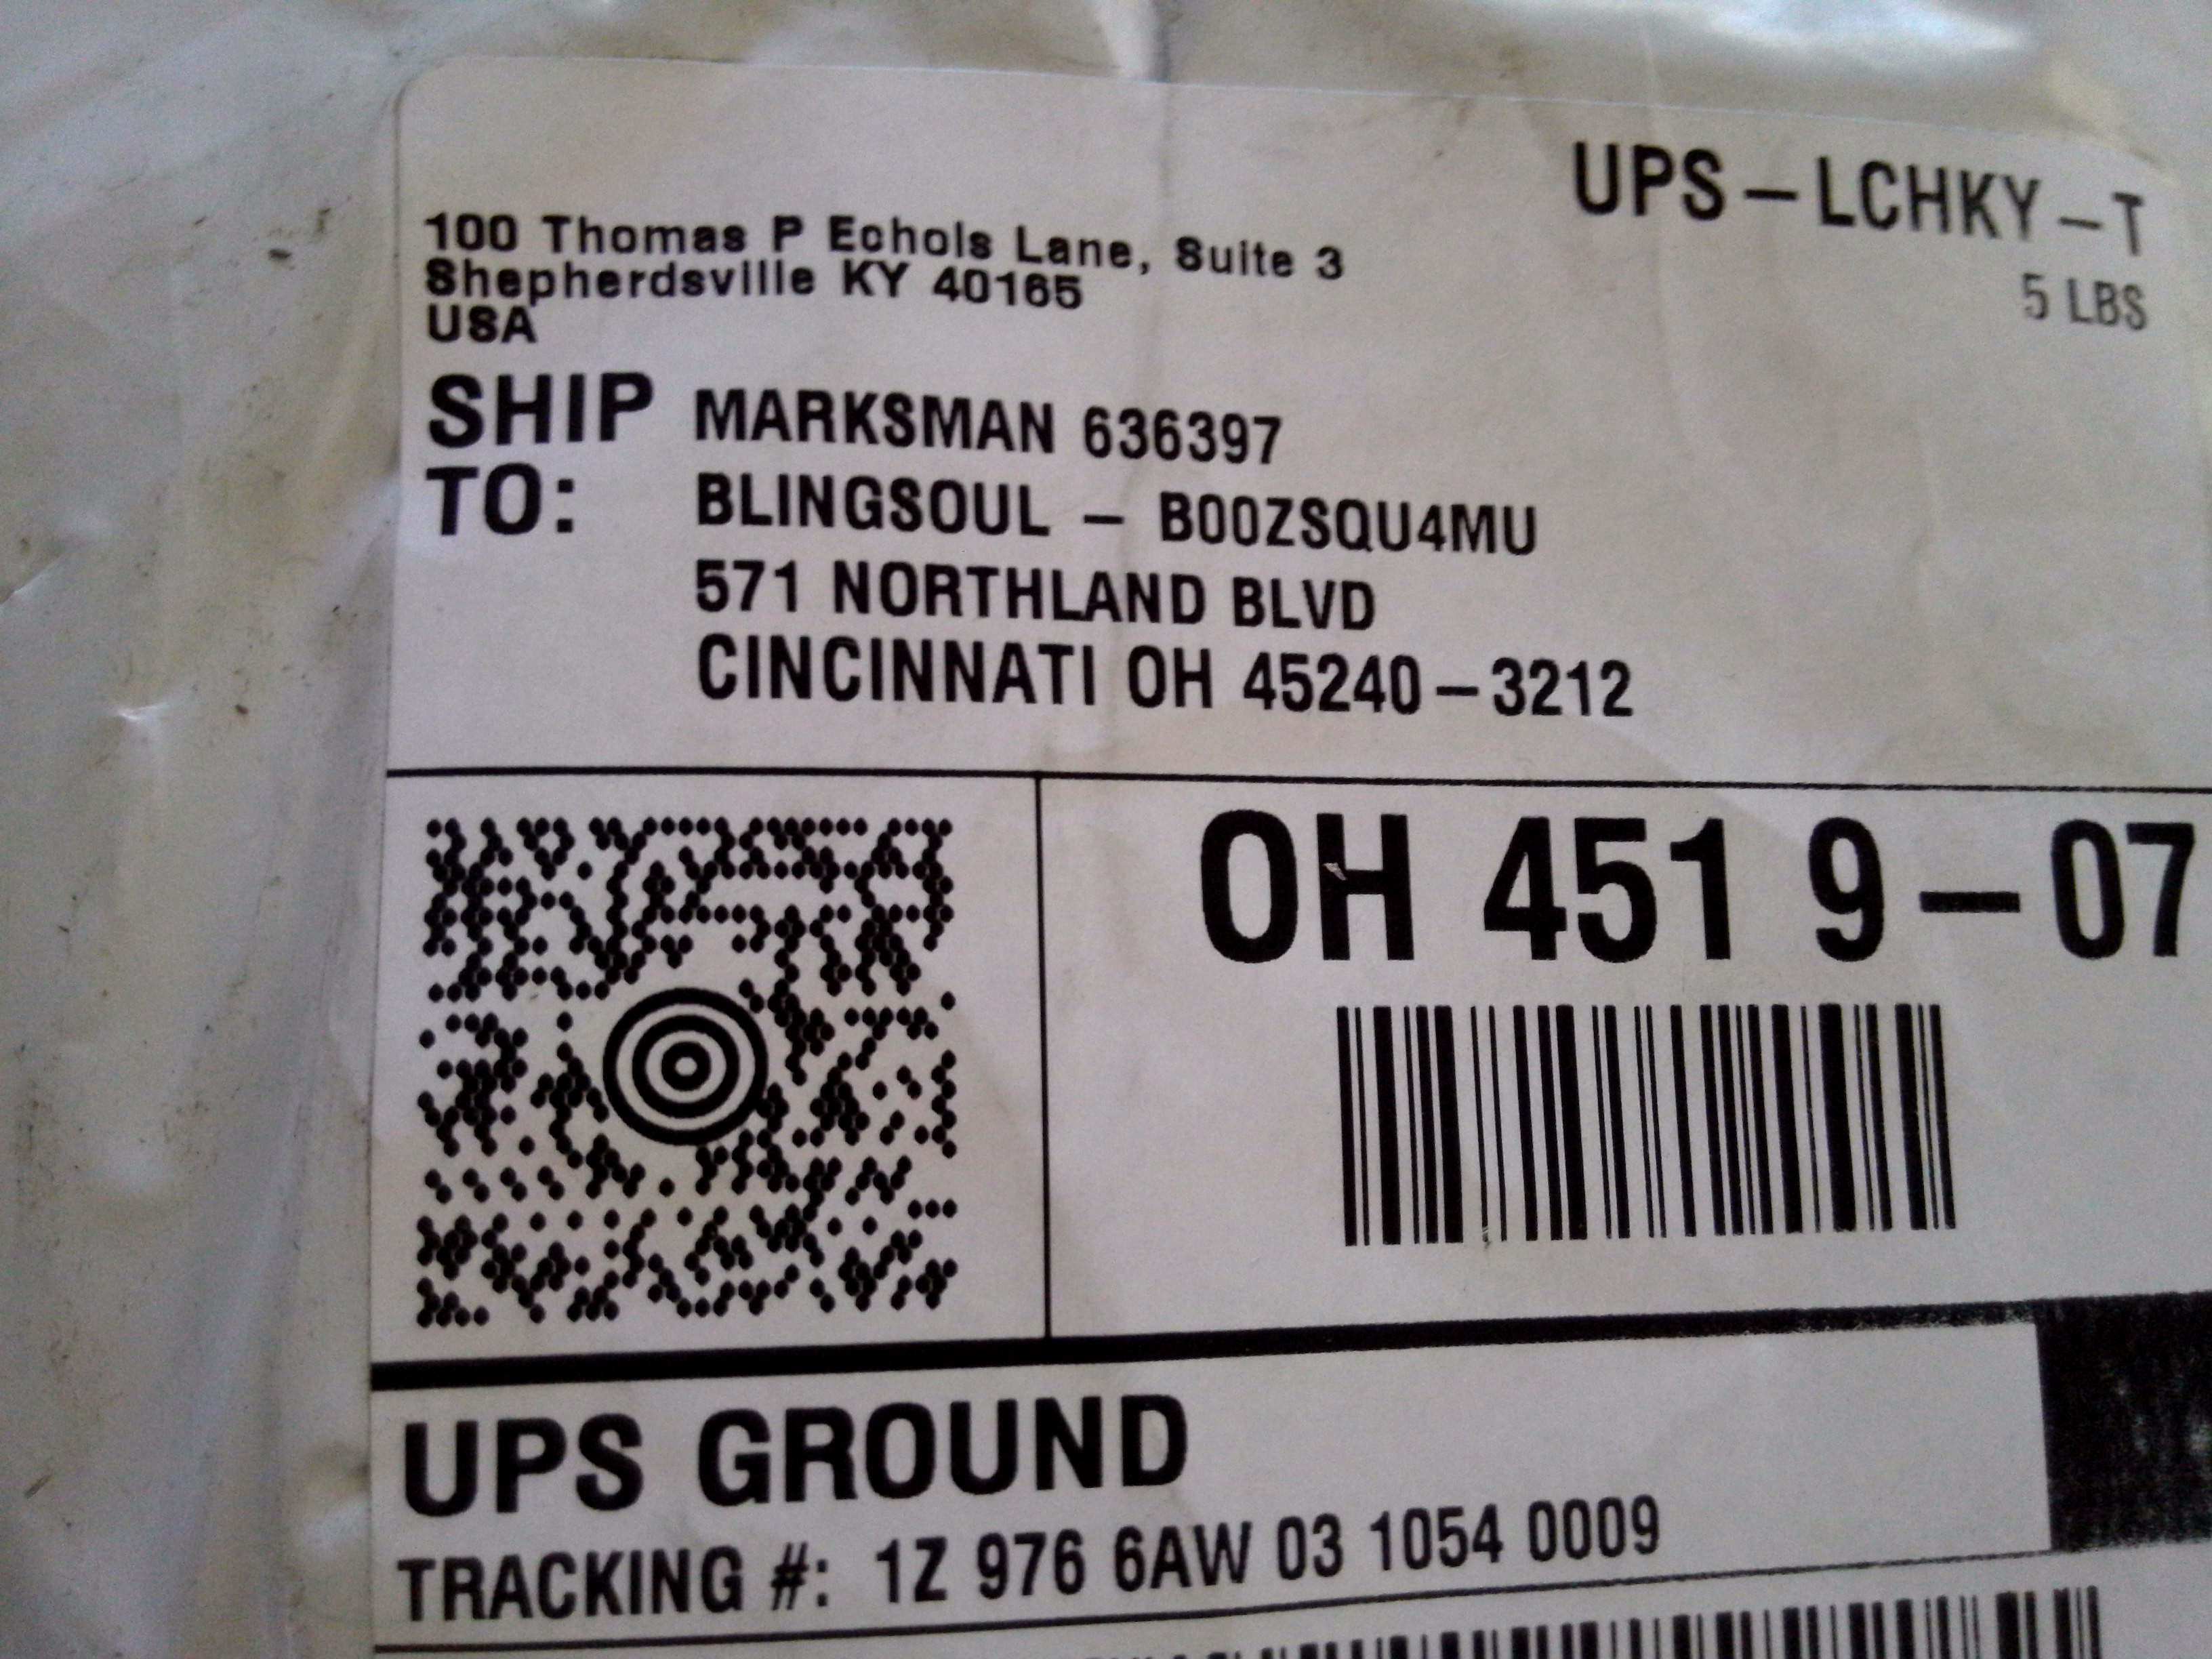 UPS – LCHKY – T
5 LBS
100 Thomas P Echols Lane, Suite 3
Shepherdsville KY 40165
USA
SHIP TO:
MARKSMAN 636397
BLINGSOUL – B00ZSQU4MU
571 NORTHLAND BLVD
CINCINNATI OH 45240–3212
OH 451 9–07
UPS GROUND
TRACKING #: 1Z 976 6AW 03 1054 0009